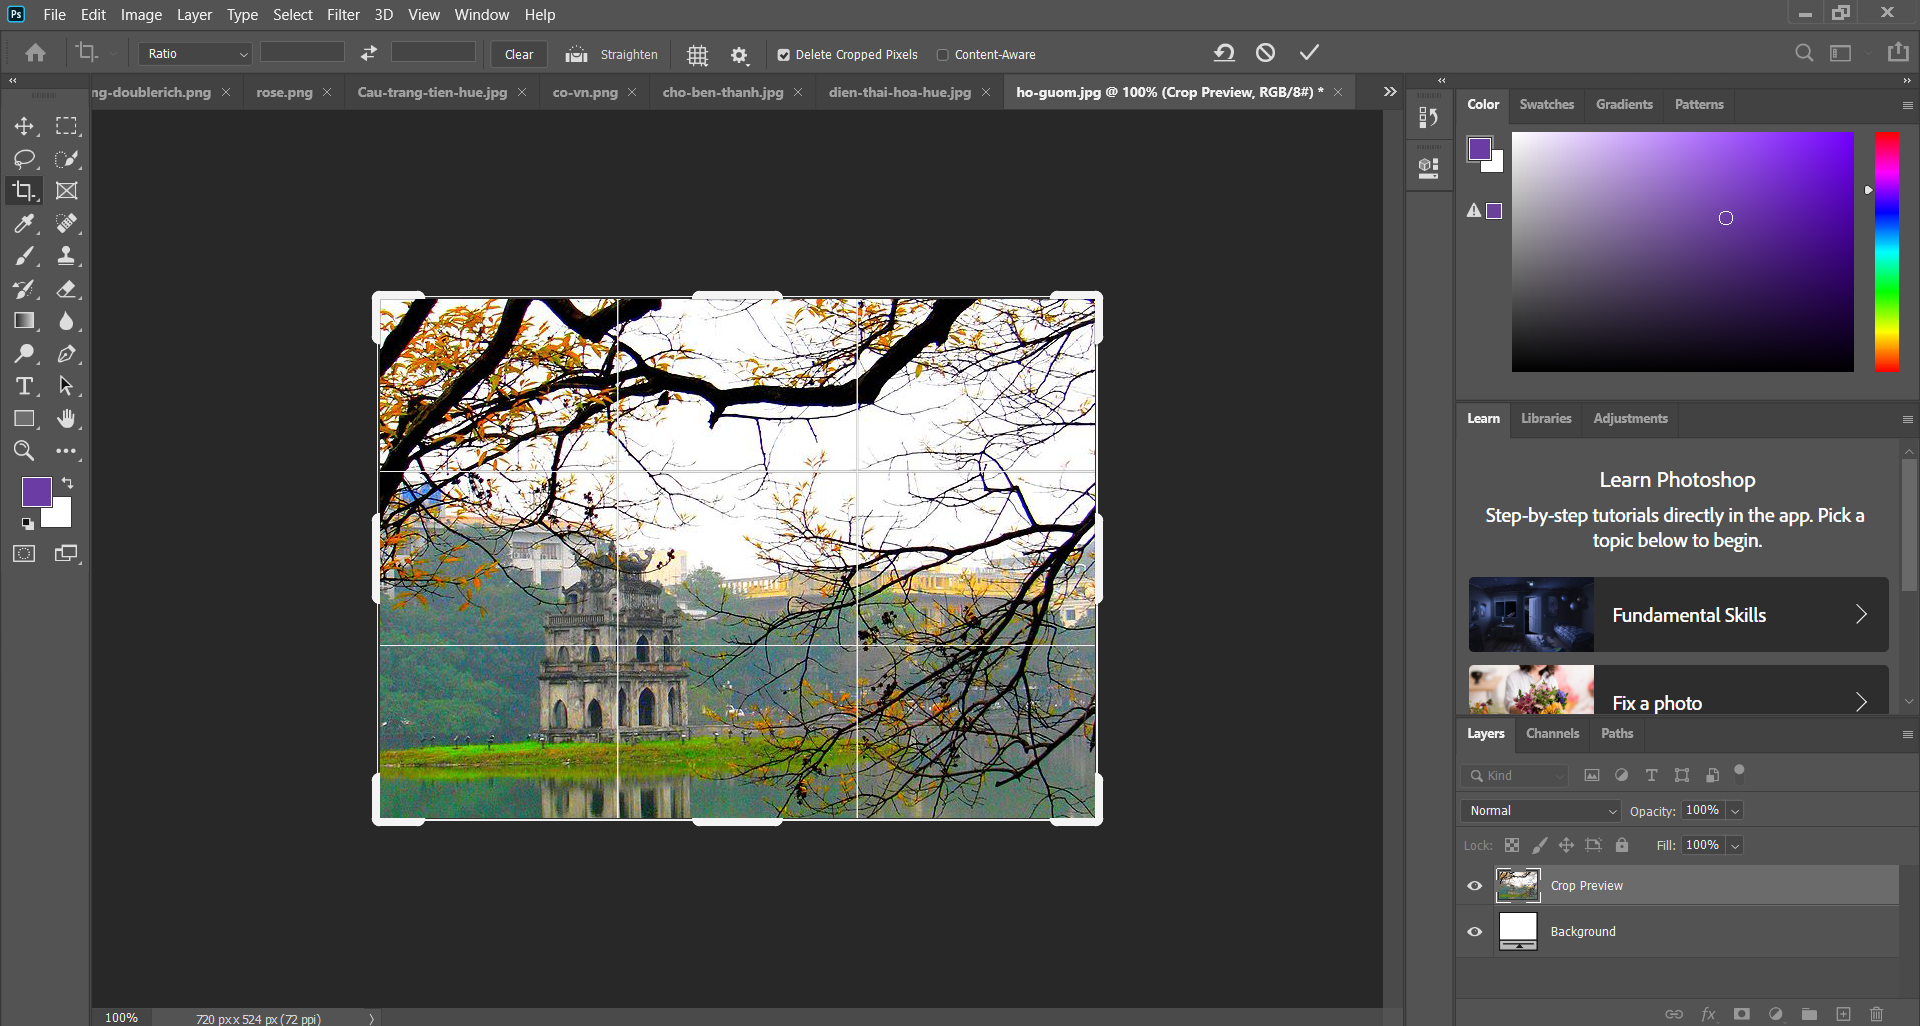 Ps File Edit Image Layer Type Select Filter 3D View Window Help
Ratio Clear Straighten Delete Cropped Pixels Content-Aware
ng-doublerich.png rose.png Cau-trang-tien-hue.jpg co-vn.png cho-ben-thanh.jpg dien-thai-hoa-hue.jpg ho-guom.jpg @ 100% (Crop Preview, RGB/8#) *
Color Swatches Gradients Patterns
Learn Libraries Adjustments
Learn Photoshop
Step-by-step tutorials directly in the app. Pick a
topic below to begin.
Fundamental Skills
Fix a photo
Layers Channels Paths
Kind
Normal Opacity: 100%
Lock: Fill: 100%
Crop Preview
Background
100% 720 px x 524 px (72 ppi)
fx